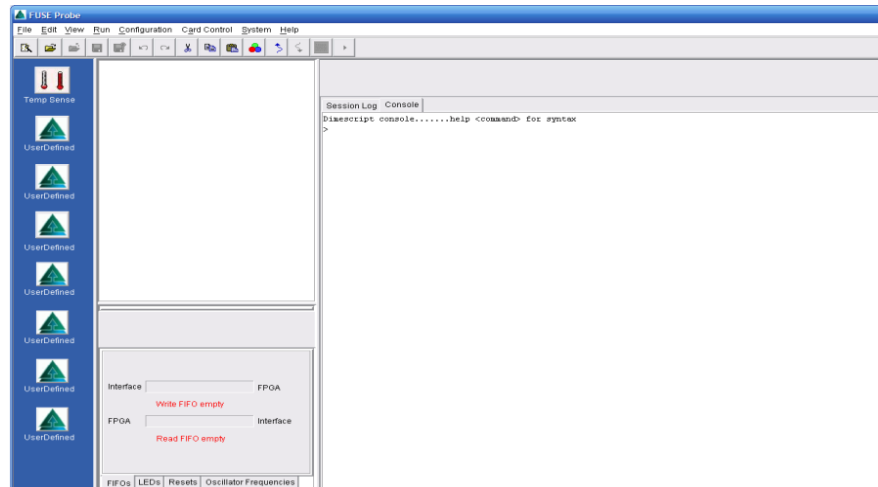 FUSE Probe
File Edit View Run Configuration Card Control System Help
Temp Sense
UserDefined
UserDefined
UserDefined
UserDefined
UserDefined
UserDefined
UserDefined
Session Log Console
Dimescript console.......help <command> for syntax
>
Interface FPGA
Write FIFO empty
FPGA Interface
Read FIFO empty
FIFOs LEDs Resets Oscillator Frequencies